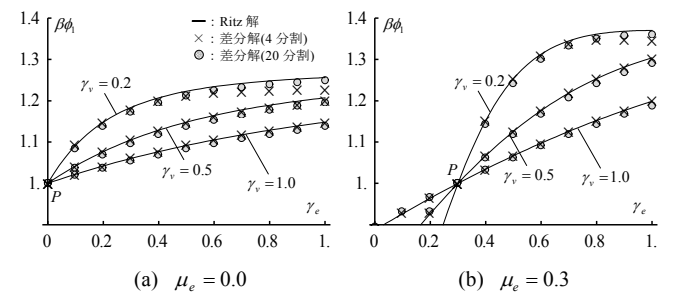 1.4 βϕ₁
— : Ritz 解
× : 差分解(4 分割)
○ : 差分解(20 分割)
1.3
γᵥ = 0.2
1.2
1.1
γᵥ = 0.5
γᵥ = 1.0
1.
P
γₑ
0 0.2 0.4 0.6 0.8 1.
(a) μₑ = 0.0
1.4 βϕ₁
1.3
γᵥ = 0.2
1.2
1.1
P
γᵥ = 0.5
γᵥ = 1.0
1.
γₑ
0 0.2 0.4 0.6 0.8 1.
(b) μₑ = 0.3